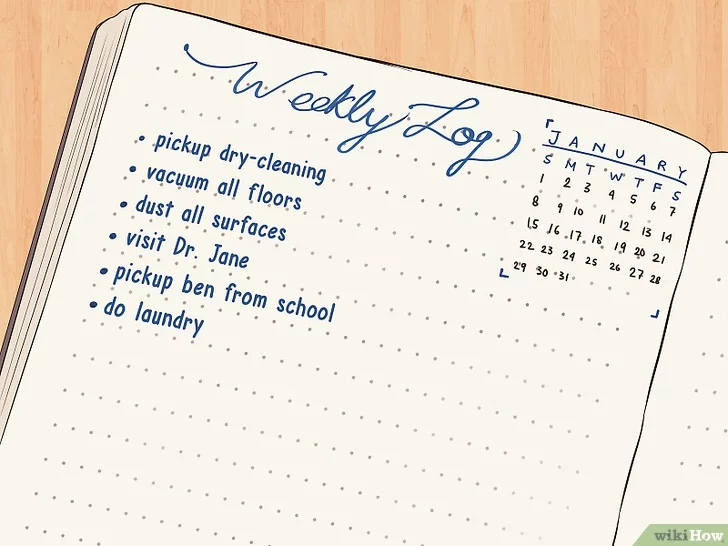 Weekly Log
• pickup dry-cleaning
• vacuum all floors
• dust all surfaces
• visit Dr. Jane
• pickup ben from school
• do laundry
JANUARY
S M T W T F S
1 2 3 4 5 6 7
8 9 10 11 12 13 14
15 16 17 18 19 20 21
22 23 24 25 26 27 28
29 30 31
wikiHow